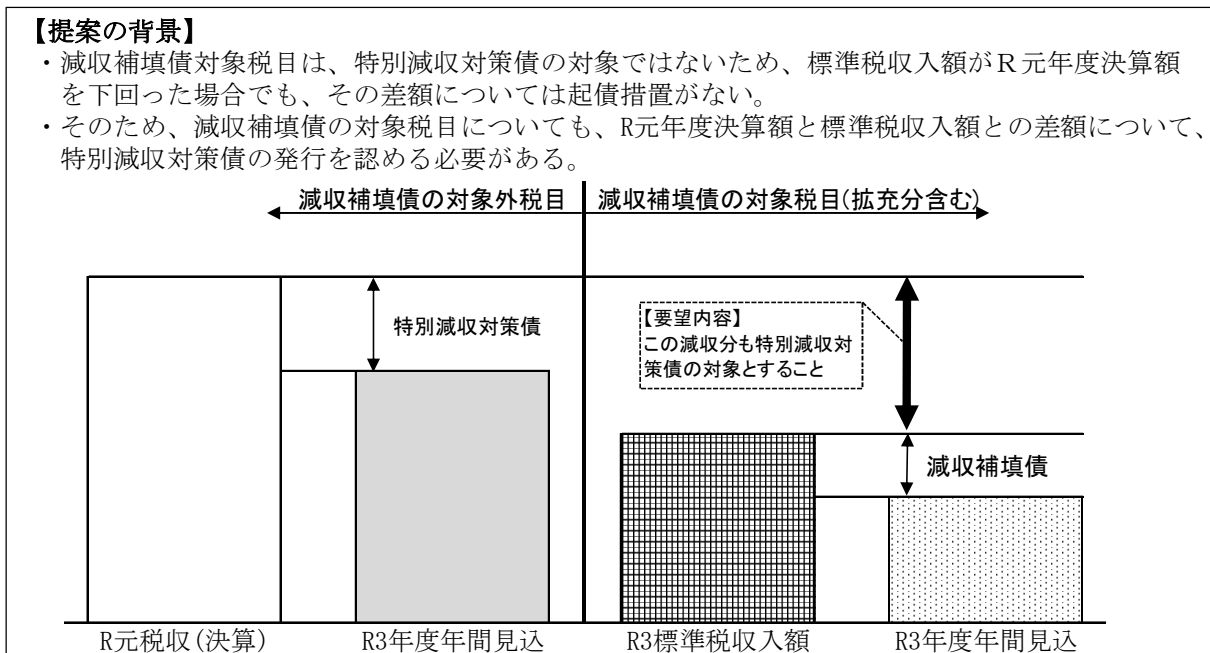 【提案の背景】
・減収補填債対象税目は、特別減収対策債の対象ではないため、標準税収入額がR元年度決算額
を下回った場合でも、その差額については起債措置がない。
・そのため、減収補填債の対象税目についても、R元年度決算額と標準税収入額との差額について、
特別減収対策債の発行を認める必要がある。
減収補填債の対象外税目
減収補填債の対象税目(拡充分含む)
特別減収対策債
【要望内容】
この減収分も特別減収対
策債の対象とすること
減収補填債
R元税収(決算)
R3年度年間見込
R3標準税収入額
R3年度年間見込